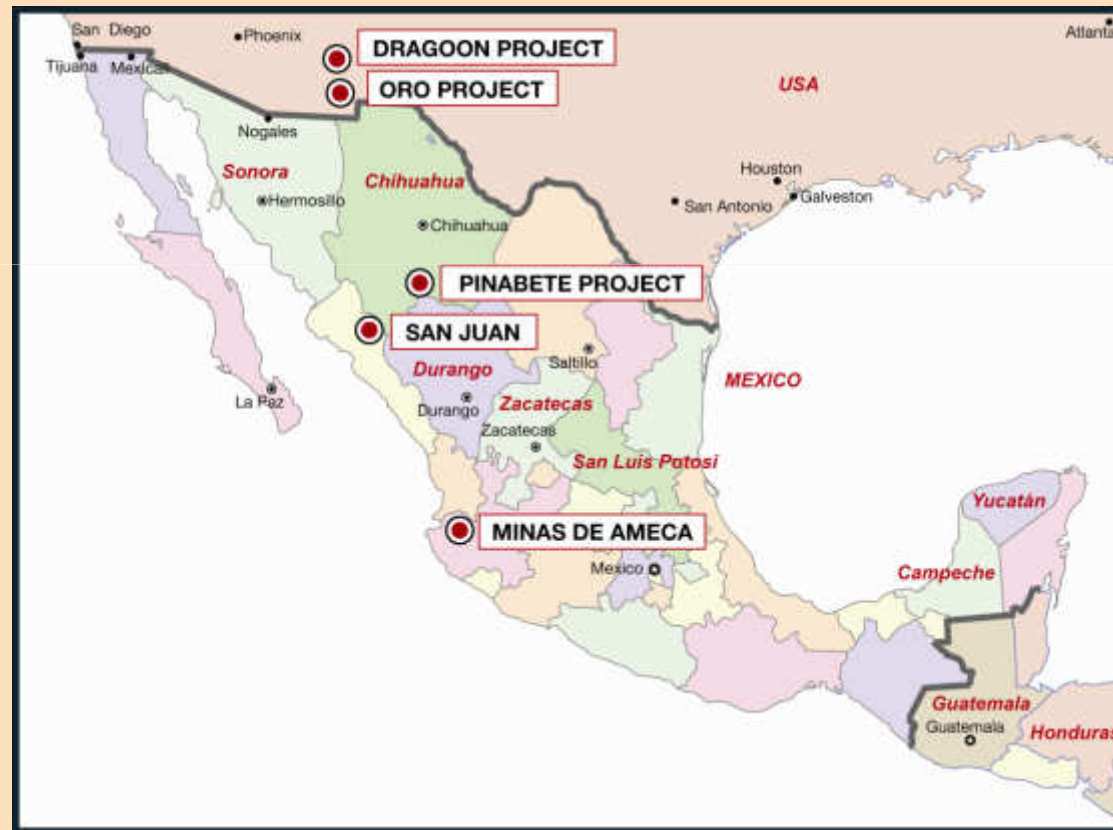 San Diego
Phoenix
Atlanta
DRAGOON PROJECT
Tijuana
Mexicali
ORO PROJECT
USA
Nogales
Sonora
Chihuahua
Houston
Hermosillo
San Antonio
Galveston
Chihuahua
PINABETE PROJECT
SAN JUAN
Saltillo
Durango
MEXICO
La Paz
Durango
Zacatecas
Zacatecas
San Luis Potosi
Yucatán
MINAS DE AMECA
Mexico
Campeche
Guatemala
Guatemala
Honduras